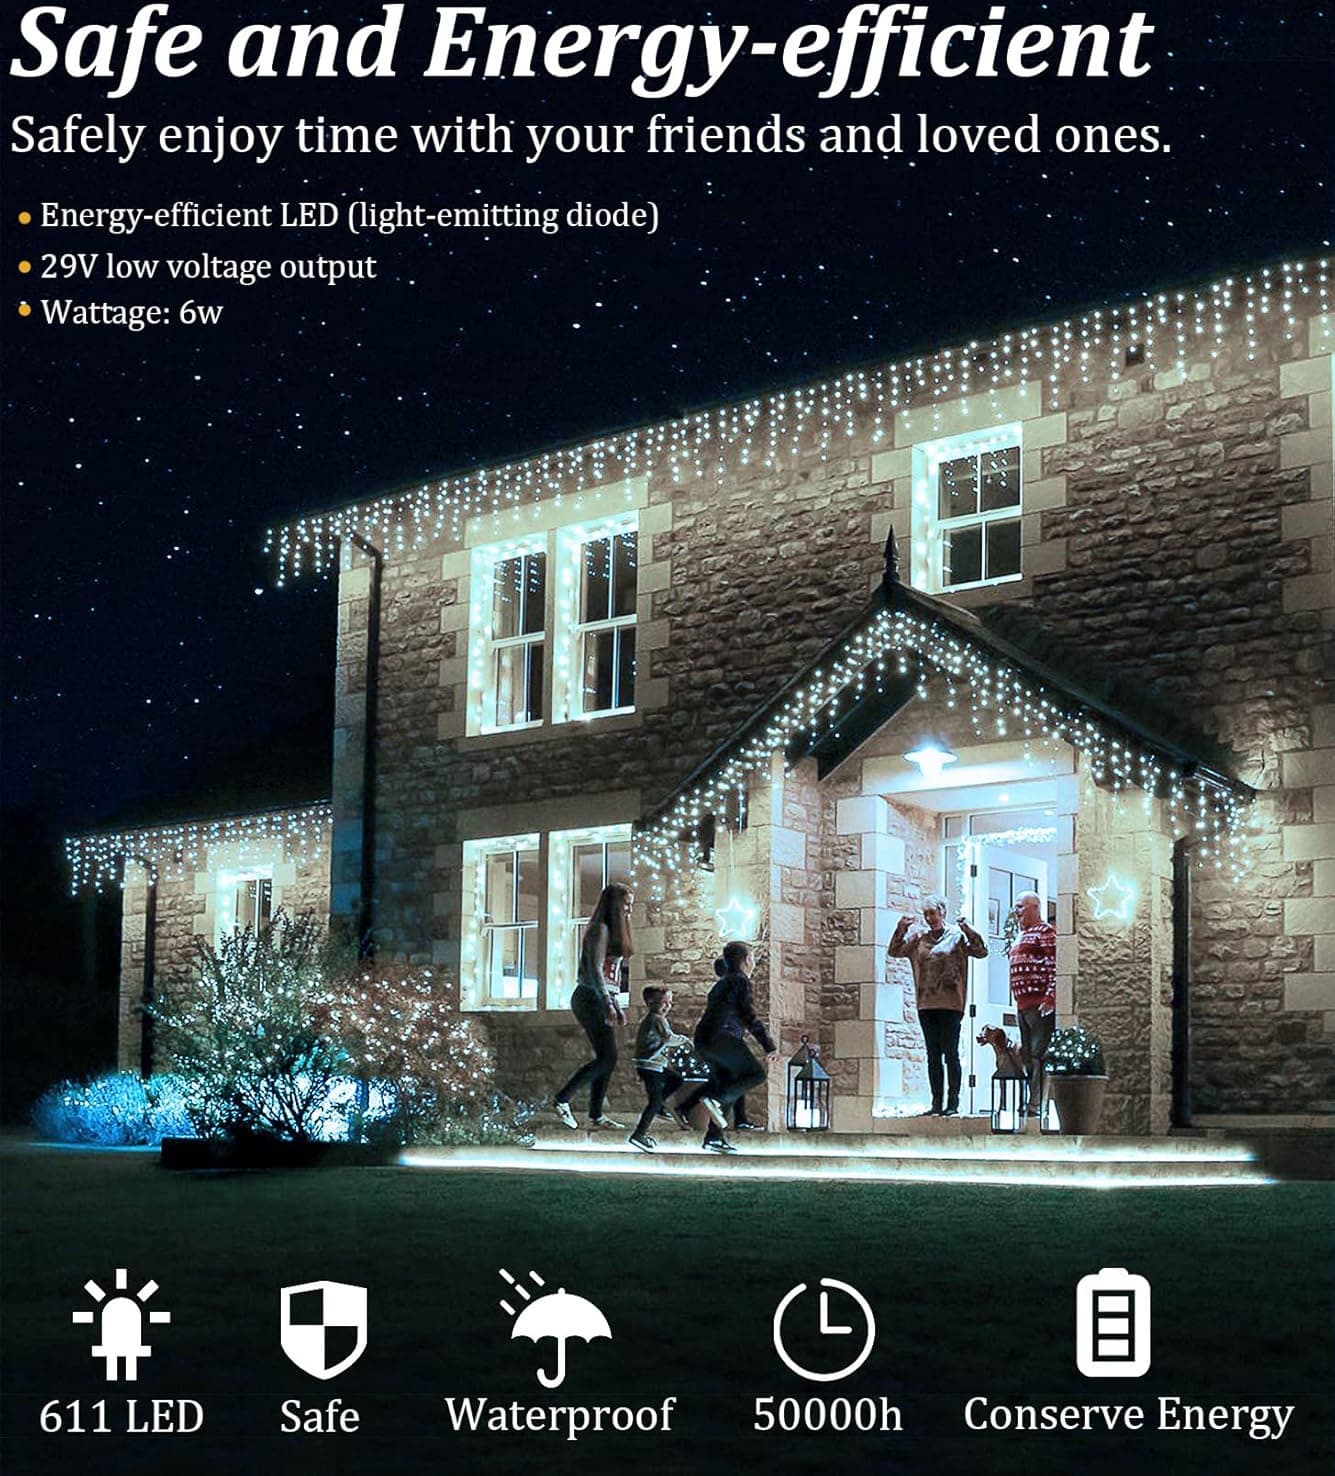 Safe and Energy-efficient
Safely enjoy time with your friends and loved ones.
• Energy-efficient LED (light-emitting diode)
• 29V low voltage output
• Wattage: 6w
611 LED
Safe
Waterproof
50000h
Conserve Energy